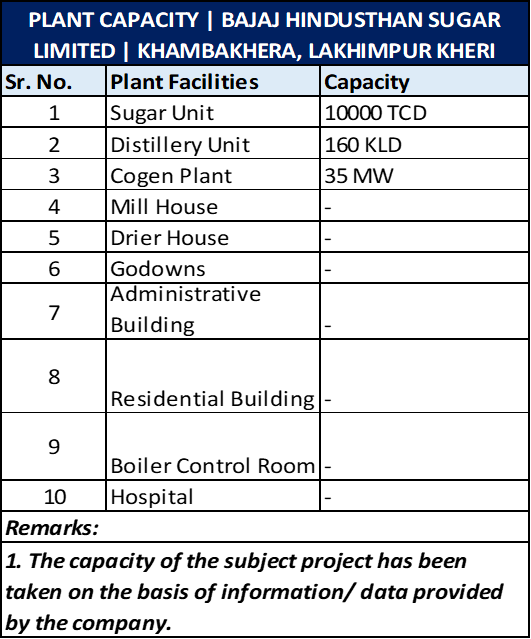 PLANT CAPACITY | BAJAJ HINDUSTHAN SUGAR
LIMITED | KHAMBAKHERA, LAKHIMPUR KHERI
Sr. No. Plant Facilities Capacity
1 Sugar Unit 10000 TCD
2 Distillery Unit 160 KLD
3 Cogen Plant 35 MW
4 Mill House -
5 Drier House -
6 Godowns -
7 Administrative
Building -
8 Residential Building -
9 Boiler Control Room -
10 Hospital -
Remarks:
1. The capacity of the subject project has been
taken on the basis of information/ data provided
by the company.